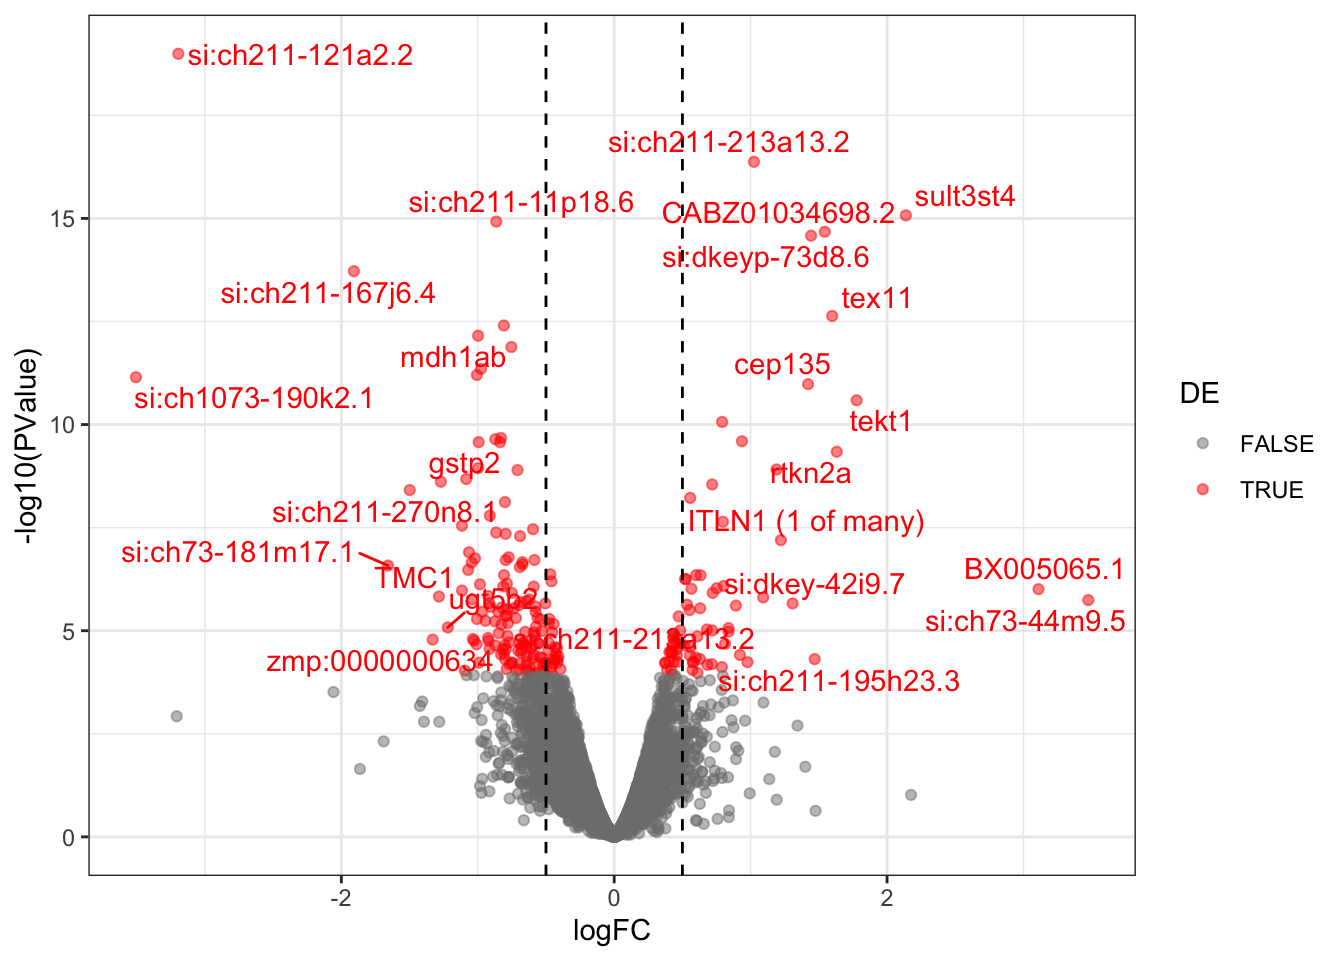 si:ch211-121a2.2
si:ch211-213a13.2
sult3st4
si:ch211-11p18.6
CABZ01034698.2
15
si:dkeyp-73d8.6
si:ch211-167j6.4
tex11
mdh1ab
cep135
si:ch1073-190k2.1
DE
tekt1
10
FALSE
gstp2
rtkn2a
TRUE
si:ch211-270n8.1
ITLN1 (1 of many)
si:ch73-181m17.1
TMC1
BX005065.1
si:dkey-42i9.7
ugt5b2
si:ch73-44m9.5
5
zmp:0000000634
si:ch211-195h23.3
0
-2
0
2
logFC
-log10(PValue)